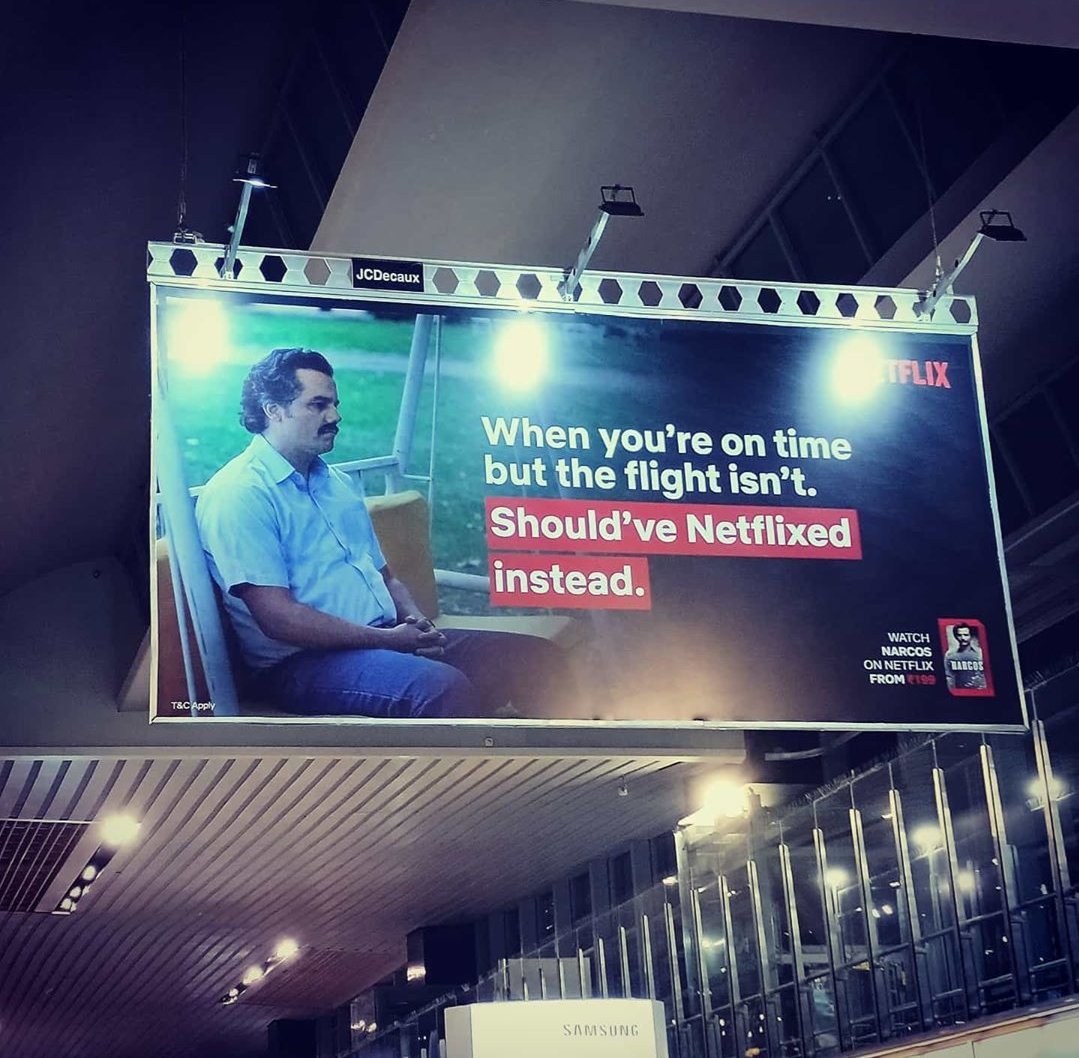 JCDecaux
TFLIX
When you're on time
but the flight isn't.
Should've Netflixed
instead.
WATCH
NARCOS
ON NETFLIX
FROM ₹199
NARCOS
T&C Apply
SAMSUNG